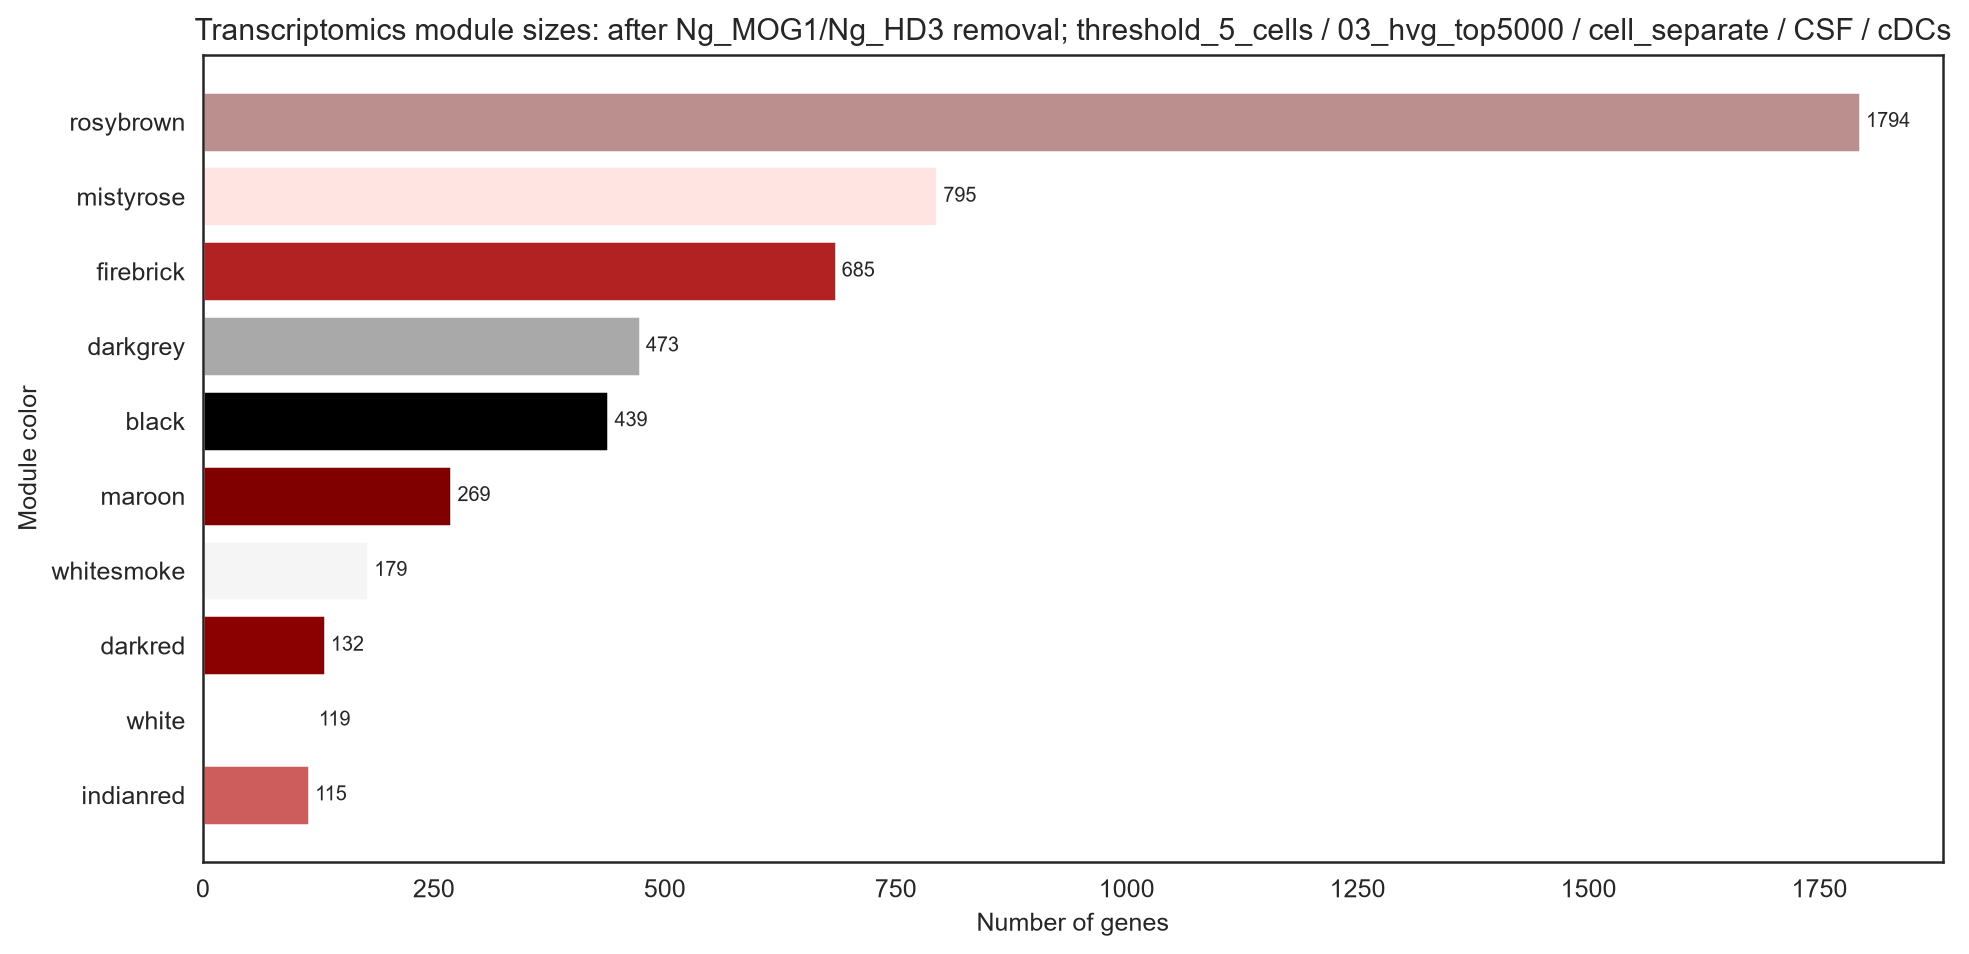 Transcriptomics module sizes: after Ng_MOG1/Ng_HD3 removal; threshold_5_cells / 03_hvg_top5000 / cell_separate / CSF / cDCs
Module color
rosybrown 1794
mistyrose 795
firebrick 685
darkgrey 473
black 439
maroon 269
whitesmoke 179
darkred 132
white 119
indianred 115
0 250 500 750 1000 1250 1500 1750
Number of genes